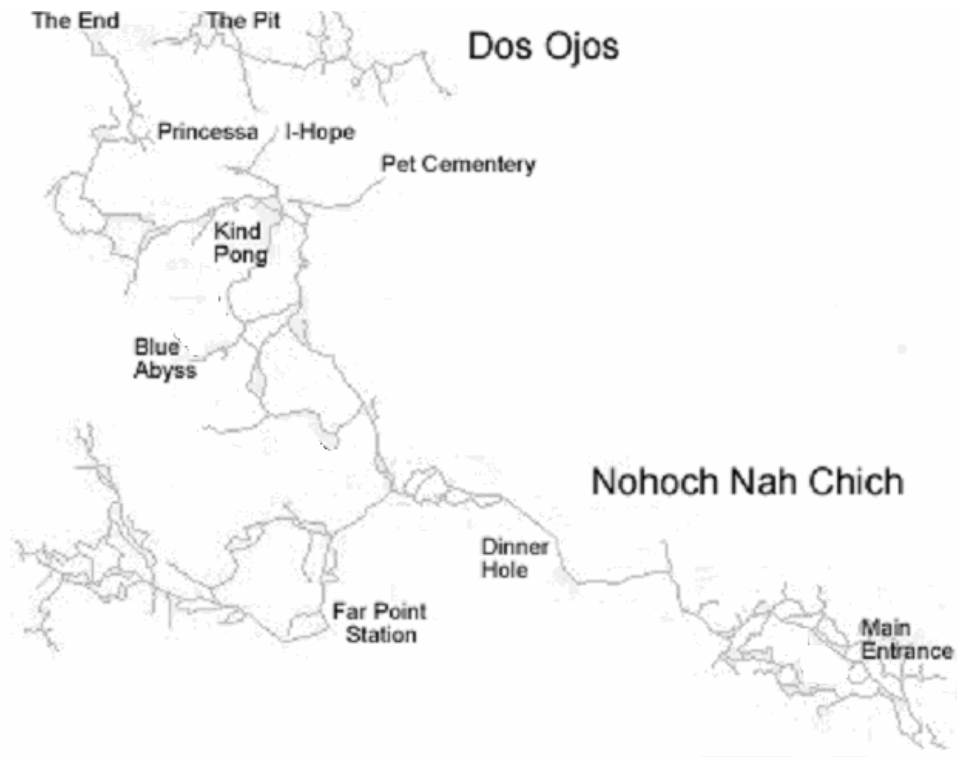 The End
The Pit
Dos Ojos
Princessa
I-Hope
Pet Cementery
Kind
Pong
Blue
Abyss
Nohoch Nah Chich
Dinner
Hole
Far Point
Station
Main
Entrance